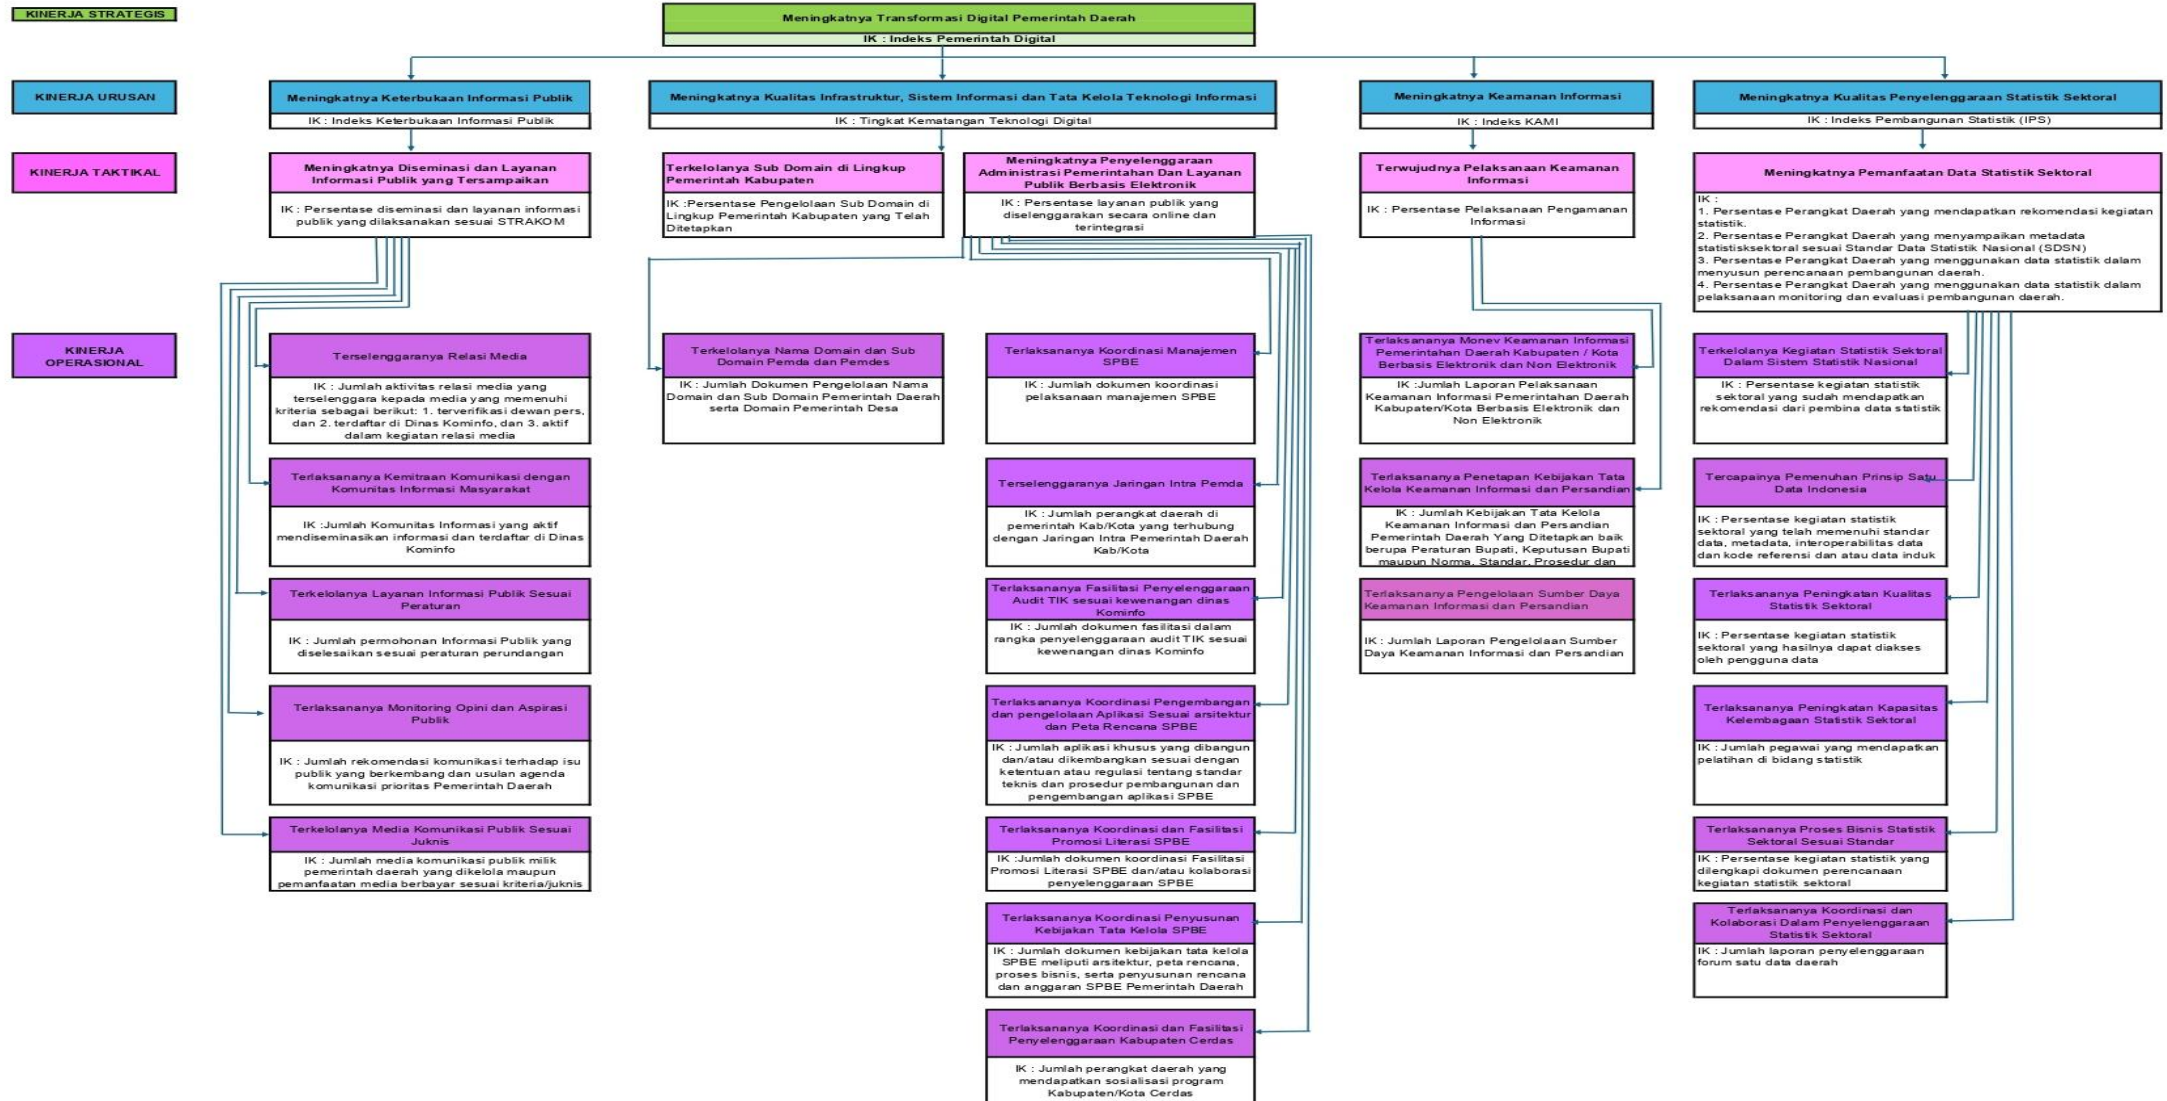 KINERJA STRATEGIS
Meningkatnya Transformasi Digital Pemerintah Daerah
IK : Indeks Pemerintah Digital
KINERJA URUSAN
Meningkatnya Keterbukaan Informasi Publik
IK : Indeks Keterbukaan Informasi Publik
Meningkatnya Kualitas Infrastruktur, Sistem Informasi dan Tata Kelola Teknologi Informasi
IK : Tingkat Kematangan Teknologi Digital
Meningkatnya Keamanan Informasi
IK : Indeks KAMI
Meningkatnya Kualitas Penyelenggaraan Statistik Sektoral
IK : Indeks Pembangunan Statistik (IPS)
KINERJA TAKTIKAL
Meningkatnya Diseminasi dan Layanan
Informasi Publik yang Tersampaikan
IK : Persentase diseminasi dan layanan informasi
publik yang dilaksanakan sesuai STRAKOM
Terkelolanya Sub Domain di Lingkup
Pemerintah Kabupaten
IK :Persentase Pengelolaan Sub Domain di
Lingkup Pemerintah Kabupaten yang Telah
Ditetapkan
Meningkatnya Penyelenggaraan
Administrasi Pemerintahan Dan Layanan
Publik Berbasis Elektronik
IK : Persentase layanan publik yang
diselenggarakan secara online dan
terintegrasi
Terwujudnya Pelaksanaan Keamanan
Informasi
IK : Persentase Pelaksanaan Pengamanan
Informasi
Meningkatnya Pemanfaatan Data Statistik Sektoral
IK :
1. Persentase Perangkat Daerah yang mendapatkan rekomendasi kegiatan
statistik.
2. Persentase Perangkat Daerah yang menyampaikan metadata
statistisksektoral sesuai Standar Data Statistik Nasional (SDSN)
3. Persentase Perangkat Daerah yang menggunakan data statistik dalam
menyusun perencanaan pembangunan daerah.
4. Persentase Perangkat Daerah yang menggunakan data statistik dalam
pelaksanaan monitoring dan evaluasi pembangunan daerah.
KINERJA
OPERASIONAL
Terselenggaranya Relasi Media
IK : Jumlah aktivitas relasi media yang
terselenggara kepada media yang memenuhi
kriteria sebagai berikut: 1. terverifikasi dewan pers,
dan 2. terdaftar di Dinas Kominfo, dan 3. aktif
dalam kegiatan relasi media
Terlaksananya Kemitraan Komunikasi dengan
Komunitas Informasi Masyarakat
IK :Jumlah Komunitas Informasi yang aktif
mendiseminasikan informasi dan terdaftar di Dinas
Kominfo
Terkelolanya Layanan Informasi Publik Sesuai
Peraturan
IK : Jumlah permohonan Informasi Publik yang
diselesaikan sesuai peraturan perundangan
Terlaksananya Monitoring Opini dan Aspirasi
Publik
IK : Jumlah rekomendasi komunikasi terhadap isu
publik yang berkembang dan usulan agenda
komunikasi prioritas Pemerintah Daerah
Terkelolanya Media Komunikasi Publik Sesuai
Juknis
IK : Jumlah media komunikasi publik milik
pemerintah daerah yang dikelola maupun
pemanfaatan media berbayar sesuai kriteria/juknis
Terkelolanya Nama Domain dan Sub
Domain Pemda dan Pemdes
IK : Jumlah Dokumen Pengelolaan Nama
Domain dan Sub Domain Pemerintah Daerah
serta Domain Pemerintah Desa
Terlaksananya Koordinasi Manajemen
SPBE
IK : Jumlah dokumen koordinasi
pelaksanaan manajemen SPBE
Terselenggaranya Jaringan Intra Pemda
IK : Jumlah perangkat daerah di
pemerintah Kab/Kota yang terhubung
dengan Jaringan Intra Pemerintah Daerah
Kab/Kota
Terlaksananya Fasilitasi Penyelenggaraan
Audit TIK sesuai kewenangan dinas
Kominfo
IK : Jumlah dokumen fasilitasi dalam
rangka penyelenggaraan audit TIK sesuai
kewenangan dinas Kominfo
Terlaksananya Koordinasi Pengembangan
dan pengelolaan Aplikasi Sesuai arsitektur
dan Peta Rencana SPBE
IK : Jumlah aplikasi khusus yang dibangun
dan/atau dikembangkan sesuai dengan
ketentuan atau regulasi tentang standar
teknis dan prosedur pembangunan dan
pengembangan aplikasi SPBE
Terlaksananya Koordinasi dan Fasilitasi
Promosi Literasi SPBE
IK :Jumlah dokumen koordinasi Fasilitasi
Promosi Literasi SPBE dan/atau kolaborasi
penyelenggaraan SPBE
Terlaksananya Koordinasi Penyusunan
Kebijakan Tata Kelola SPBE
IK : Jumlah dokumen kebijakan tata kelola
SPBE meliputi arsitektur, peta rencana,
proses bisnis, serta penyusunan rencana
dan anggaran SPBE Pemerintah Daerah
Terlaksananya Koordinasi dan Fasilitasi
Penyelenggaraan Kabupaten Cerdas
IK : Jumlah perangkat daerah yang
mendapatkan sosialisasi program
Kabupaten/Kota Cerdas
Terlaksananya Monev Keamanan Informasi
Pemerintahan Daerah Kabupaten / Kota
Berbasis Elektronik dan Non Elektronik
IK :Jumlah Laporan Pelaksanaan
Keamanan Informasi Pemerintahan Daerah
Kabupaten/Kota Berbasis Elektronik dan
Non Elektronik
Terlaksananya Penetapan Kebijakan Tata
Kelola Keamanan Informasi dan Persandian
IK : Jumlah Kebijakan Tata Kelola
Keamanan Informasi dan Persandian
Pemerintah Daerah Yang Ditetapkan baik
berupa Peraturan Bupati, Keputusan Bupati
maupun Norma, Standar, Prosedur dan
Terlaksananya Pengelolaan Sumber Daya
Keamanan Informasi dan Persandian
IK : Jumlah Laporan Pengelolaan Sumber
Daya Keamanan Informasi dan Persandian
Terkelolanya Kegiatan Statistik Sektoral
Dalam Sistem Statistik Nasional
IK : Persentase kegiatan statistik
sektoral yang sudah mendapatkan
rekomendasi dari pembina data statistik
Tercapainya Pemenuhan Prinsip Satu
Data Indonesia
IK : Persentase kegiatan statistik
sektoral yang telah memenuhi standar
data, metadata, interoperabilitas data
dan kode referensi dan atau data induk
Terlaksananya Peningkatan Kualitas
Statistik Sektoral
IK : Persentase kegiatan statistik
sektoral yang hasilnya dapat diakses
oleh pengguna data
Terlaksananya Peningkatan Kapasitas
Kelembagaan Statistik Sektoral
IK : Jumlah pegawai yang mendapatkan
pelatihan di bidang statistik
Terlaksananya Proses Bisnis Statistik
Sektoral Sesuai Standar
IK : Persentase kegiatan statistik yang
dilengkapi dokumen perencanaan
kegiatan statistik sektoral
Terlaksananya Koordinasi dan
Kolaborasi Dalam Penyelenggaraan
Statistik Sektoral
IK : Jumlah laporan penyelenggaraan
forum satu data daerah